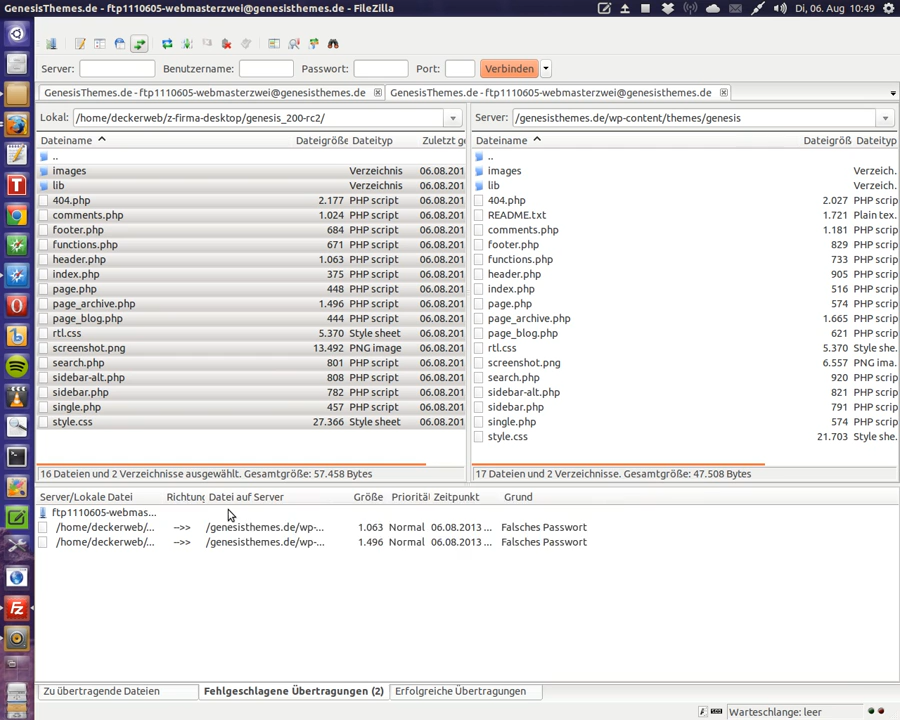 GenesisThemes.de - ftp1110605-webmasterzwei@genesisthemes.de - FileZilla Di, 06. Aug 10:49
Server: Benutzername: Passwort: Port: Verbinden
GenesisThemes.de - ftp1110605-webmasterzwei@genesisthemes.de GenesisThemes.de - ftp1110605-webmasterzwei@genesisthemes.de
Lokal: /home/deckerweb/z-firma-desktop/genesis_200-rc2/
Dateiname Dateigröße Dateityp Zuletzt ge
..
images Verzeichnis 06.08.201
lib Verzeichnis 06.08.201
404.php 2.177 PHP script 06.08.201
comments.php 1.024 PHP script 06.08.201
footer.php 684 PHP script 06.08.201
functions.php 671 PHP script 06.08.201
header.php 1.063 PHP script 06.08.201
index.php 375 PHP script 06.08.201
page.php 448 PHP script 06.08.201
page_archive.php 1.496 PHP script 06.08.201
page_blog.php 444 PHP script 06.08.201
rtl.css 5.370 Style sheet 06.08.201
screenshot.png 13.492 PNG image 06.08.201
search.php 801 PHP script 06.08.201
sidebar-alt.php 808 PHP script 06.08.201
sidebar.php 782 PHP script 06.08.201
single.php 457 PHP script 06.08.201
style.css 27.366 Style sheet 06.08.201
16 Dateien und 2 Verzeichnisse ausgewählt. Gesamtgröße: 57.458 Bytes
Server: /genesisthemes.de/wp-content/themes/genesis
Dateiname Dateigröß Dateityp
..
images Verzeich.
lib Verzeich.
404.php 2.027 PHP scrip
README.txt 1.721 Plain tex.
comments.php 1.181 PHP scrip
footer.php 829 PHP scrip
functions.php 733 PHP scrip
header.php 905 PHP scrip
index.php 516 PHP scrip
page.php 574 PHP scrip
page_archive.php 1.665 PHP scrip
page_blog.php 621 PHP scrip
rtl.css 5.370 Style she.
screenshot.png 6.557 PNG ima.
search.php 920 PHP scrip
sidebar-alt.php 821 PHP scrip
sidebar.php 791 PHP scrip
single.php 574 PHP scrip
style.css 21.703 Style she.
17 Dateien und 2 Verzeichnisse. Gesamtgröße: 47.508 Bytes
Server/Lokale Datei Richtung Datei auf Server Größe Priorität Zeitpunkt Grund
ftp1110605-webmas...
/home/deckerweb/... -->> /genesisthemes.de/wp-... 1.063 Normal 06.08.2013 ... Falsches Passwort
/home/deckerweb/... -->> /genesisthemes.de/wp-... 1.496 Normal 06.08.2013 ... Falsches Passwort
Zu übertragende Dateien Fehlgeschlagene Übertragungen (2) Erfolgreiche Übertragungen
Warteschlange: leer